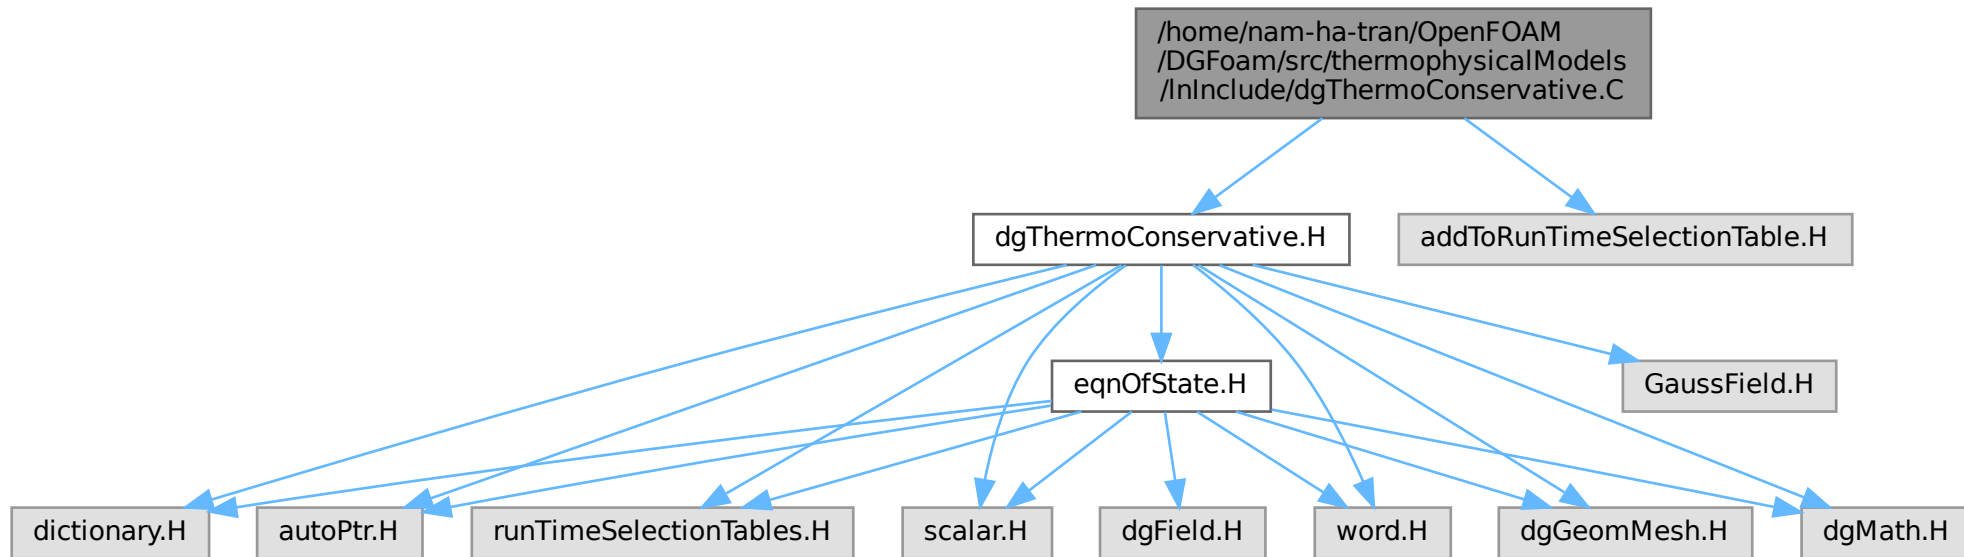 /home/nam-ha-tran/OpenFOAM
/DGFoam/src/thermophysicalModels
/lnInclude/dgThermoConservative.C
dgThermoConservative.H
addToRunTimeSelectionTable.H
eqnOfState.H
GaussField.H
dictionary.H
autoPtr.H
runTimeSelectionTables.H
scalar.H
dgField.H
word.H
dgGeomMesh.H
dgMath.H